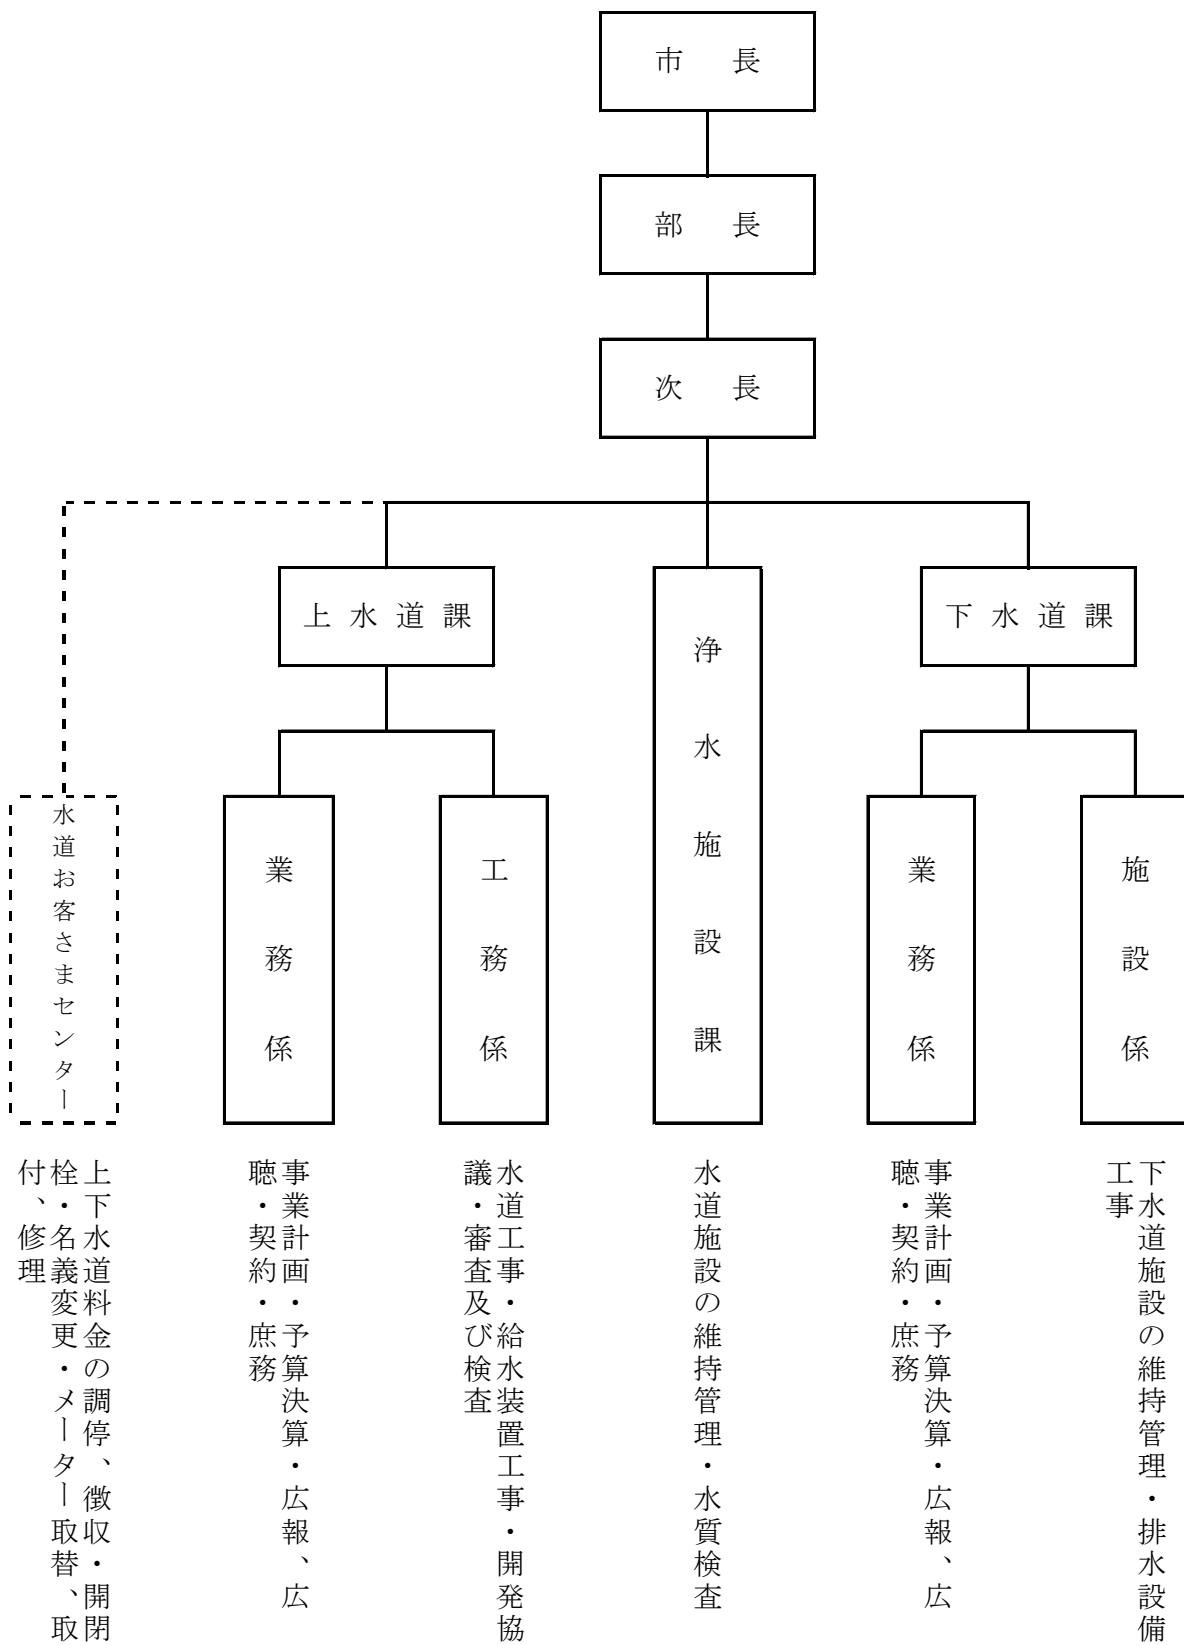 市長
部長
次長
上水道課
浄水施設課
下水道課
水道お客さまセンター
業務係
工務係
業務係
施設係
上下水道料金の調停、徴収・開閉
栓・名義変更・メーター取替、取
付、修理
事業計画・予算決算・広報、広
聴・契約・庶務
水道工事・給水装置工事・開発協
議・審査及び検査
水道施設の維持管理・水質検査
事業計画・予算決算・広報、広
聴・契約・庶務
下水道施設の維持管理・排水設備
工事